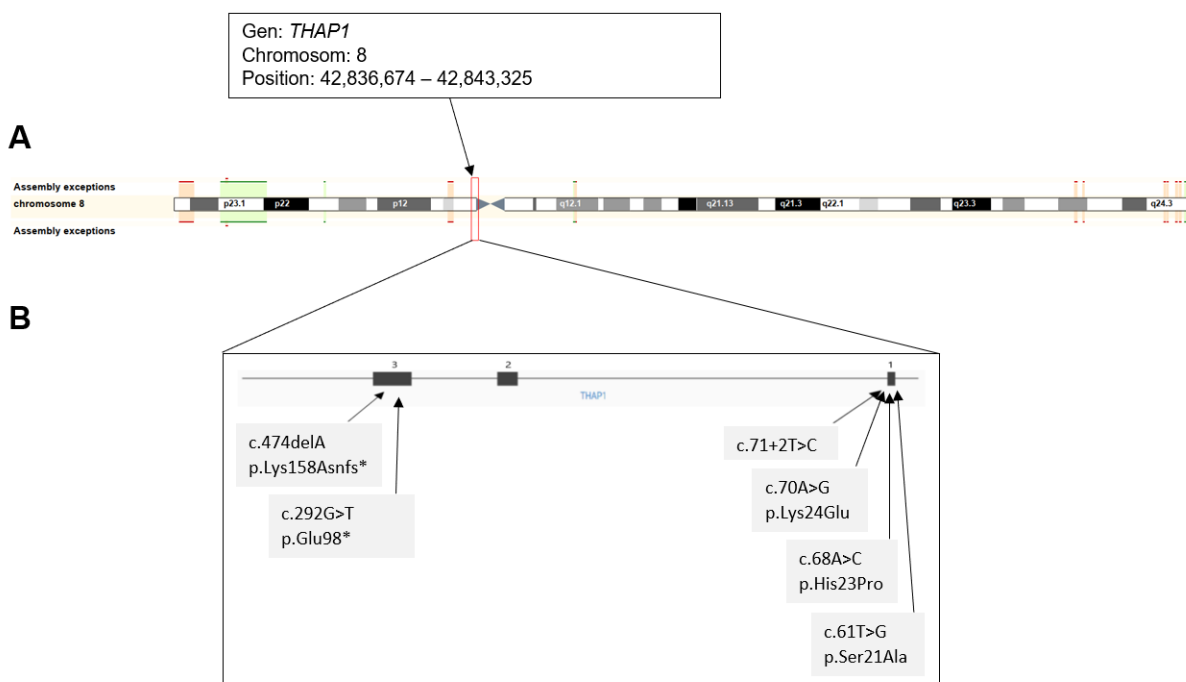 Gen: THAP1
Chromosom: 8
Position: 42,836,674 – 42,843,325
A
Assembly exceptions
chromosome 8
p23.1
p22
p12
q12.1
q21.13
q21.3
q22.1
q23.3
q24.3
Assembly exceptions
B
3
2
1
THAP1
c.474delA
p.Lys158Asnfs*
c.292G>T
p.Glu98*
c.71+2T>C
c.70A>G
p.Lys24Glu
c.68A>C
p.His23Pro
c.61T>G
p.Ser21Ala